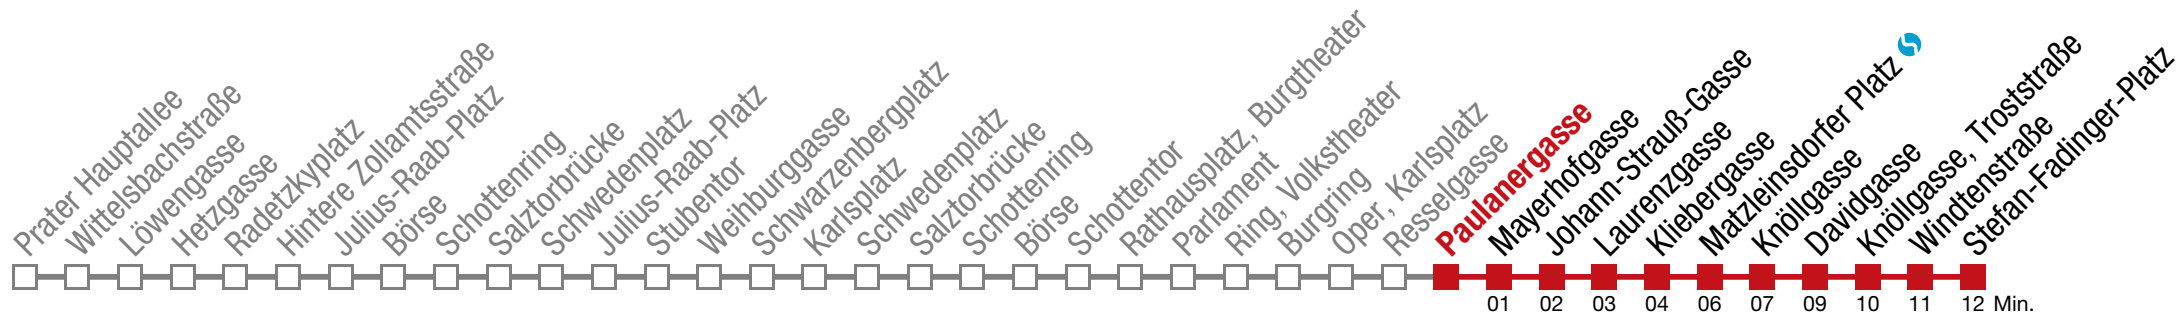 Prater Hauptallee
Wittelsbachstraße
Löwengasse
Hetzgasse
Radetzkyplatz
Hintere Zollamtsstraße
Julius-Raab-Platz
Börse
Schottenring
Salztorbrücke
Schwedenplatz
Julius-Raab-Platz
Stubentor
Weihburggasse
Schwarzenbergplatz
Karlsplatz
Schwedenplatz
Salztorbrücke
Schottenring
Börse
Schottentor
Rathausplatz, Burgtheater
Parlament
Ring, Volkstheater
Burgring
Oper, Karlsplatz
Resselgasse
Paulanergasse
Mayerhofgasse
Johann-Strauß-Gasse
Laurenzgasse
Kliebergasse
Matzleinsdorfer Platz
Knöllgasse
Davidgasse
Knöllgasse, Troststraße
Windtenstraße
Stefan-Fadinger-Platz
01 02 03 04 06 07 09 10 11 12 Min.